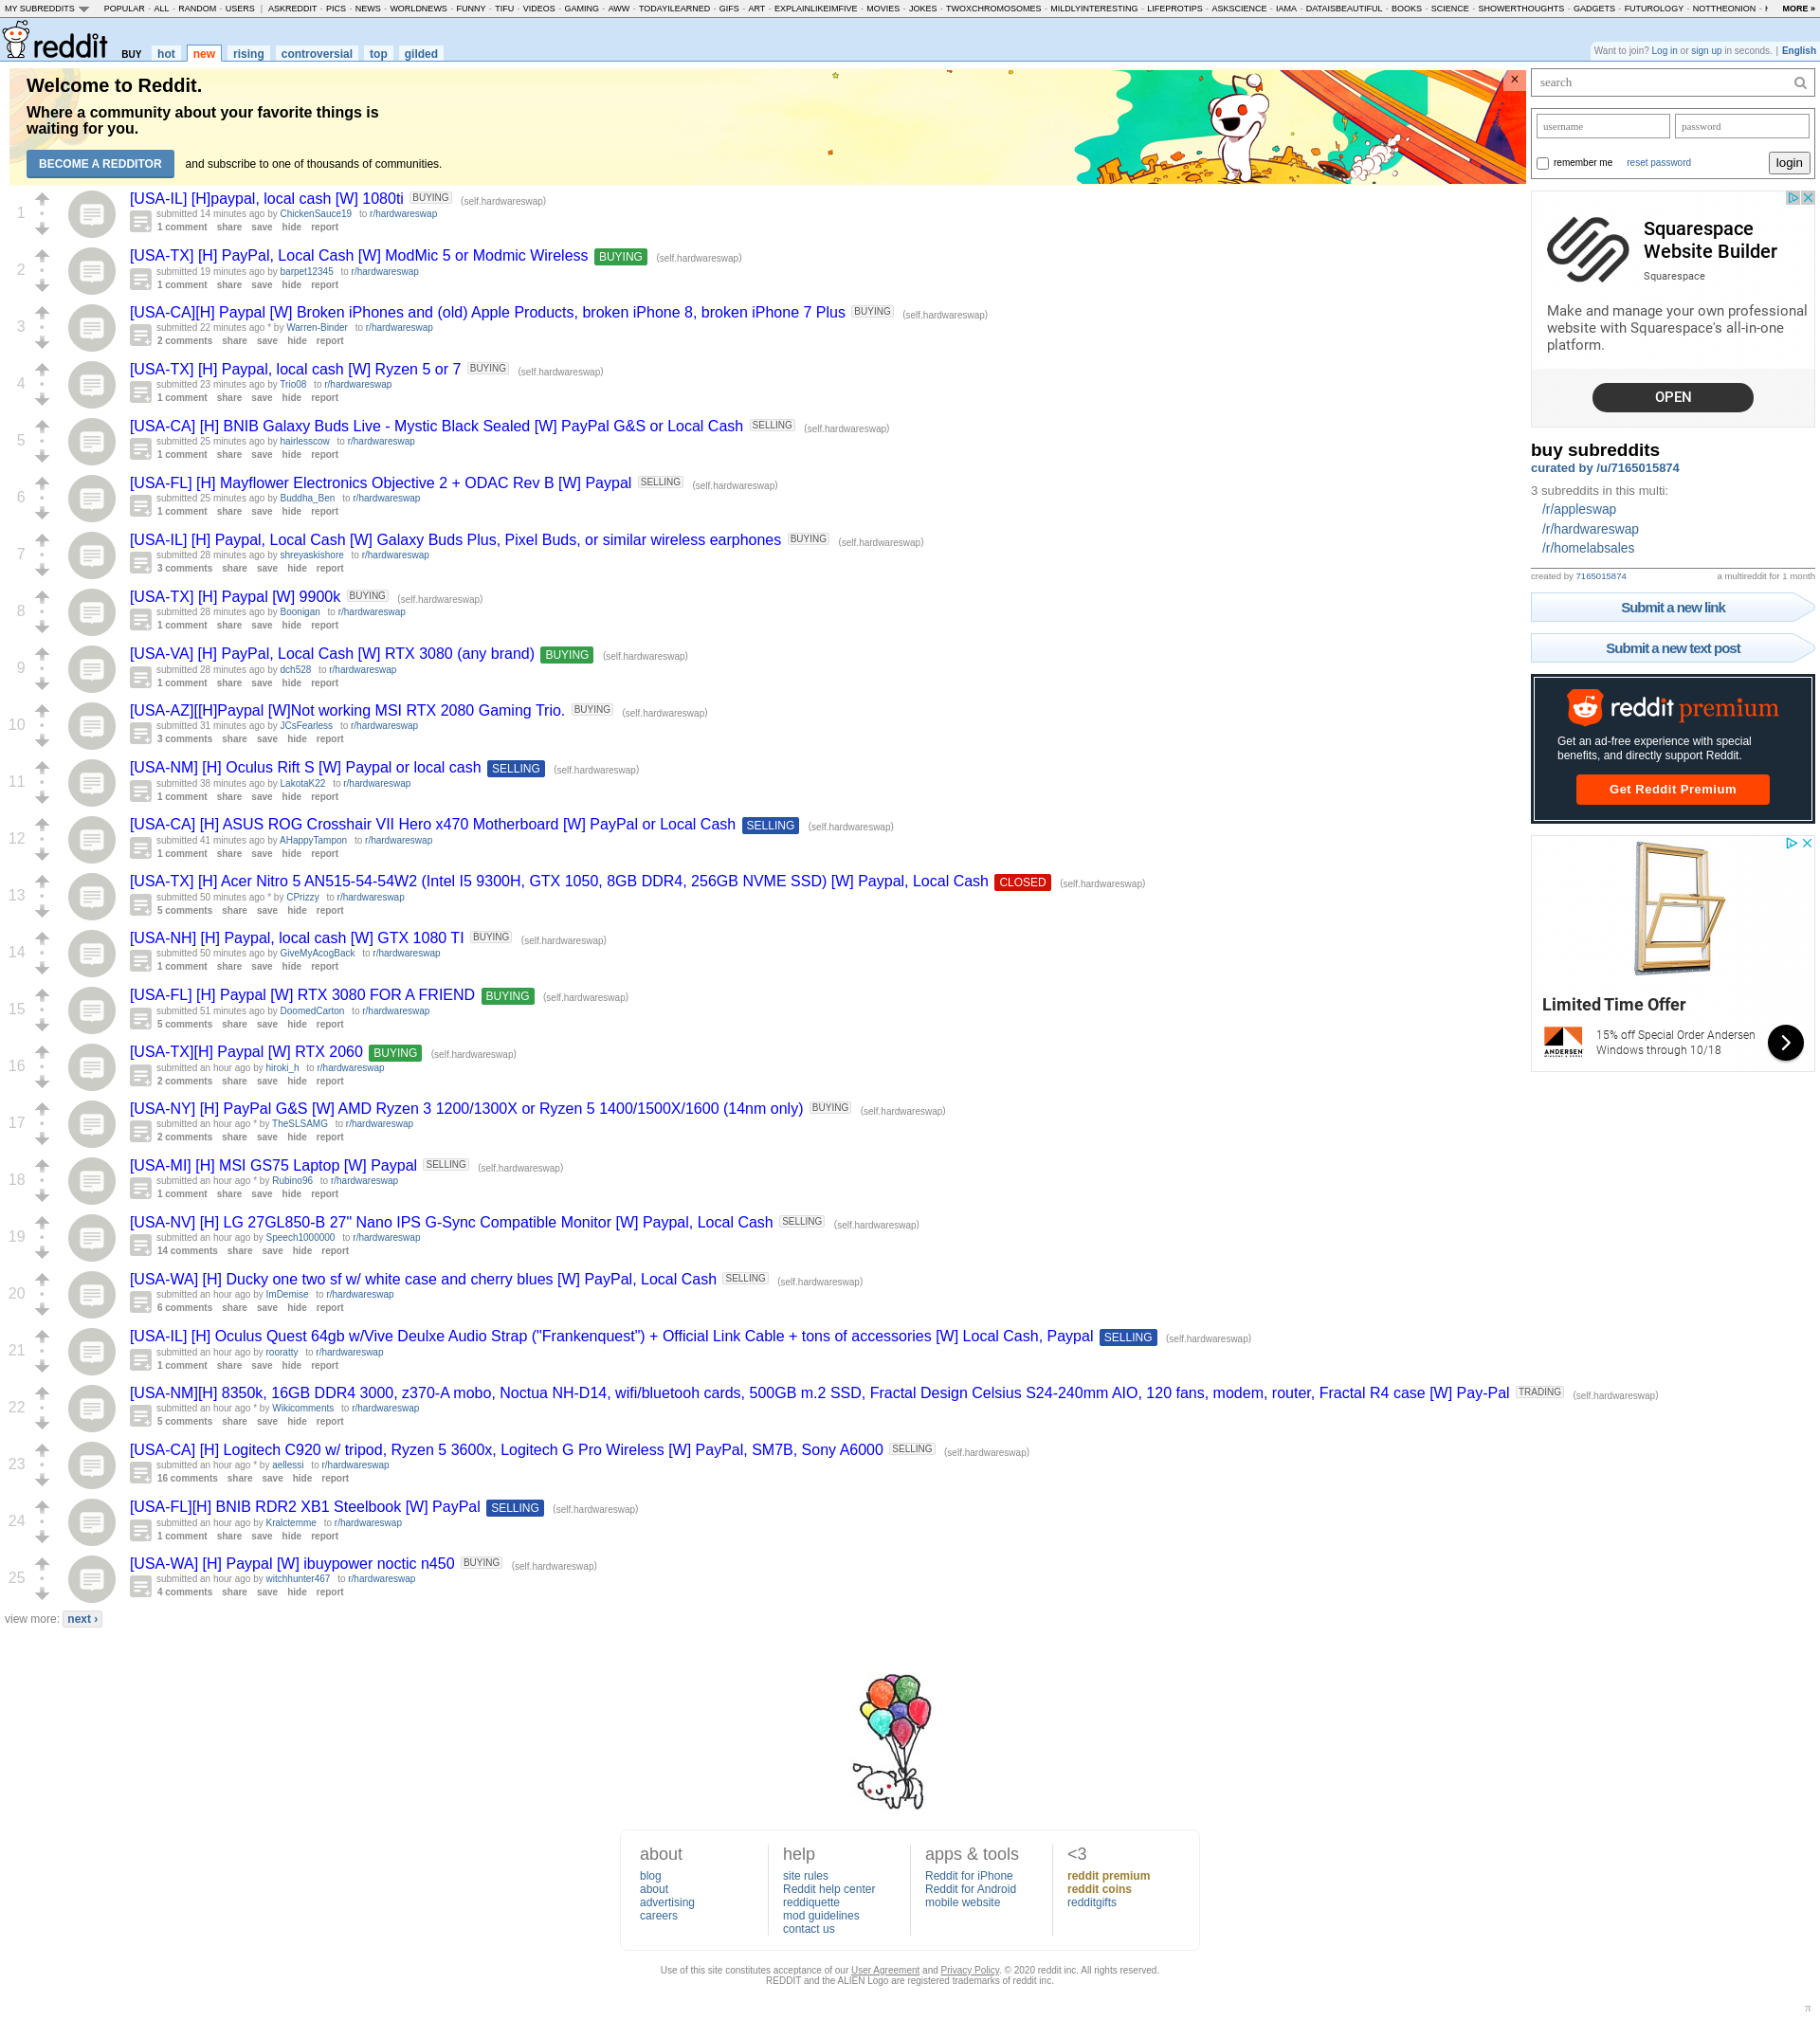 MY SUBREDDITS POPULAR - ALL - RANDOM - USERS | ASKREDDIT - PICS - NEWS - WORLDNEWS - FUNNY - TIFU - VIDEOS - GAMING - AWW - TODAYILEARNED - GIFS - ART - EXPLAINLIKEIMFIVE - MOVIES - JOKES - TWOXCHROMOSOMES - MILDLYINTERESTING - LIFEPROTIPS - ASKSCIENCE - IAMA - DATAISBEAUTIFUL - BOOKS - SCIENCE - SHOWERTHOUGHTS - GADGETS - FUTUROLOGY - NOTTHEONION - MORE »
reddit BUY hot new rising controversial top gilded
Want to join? Log in or sign up in seconds. | English
Welcome to Reddit.
Where a community about your favorite things is
waiting for you.
BECOME A REDDITOR and subscribe to one of thousands of communities.
×
1
[USA-IL] [H]paypal, local cash [W] 1080ti BUYING (self.hardwareswap)
submitted 14 minutes ago by ChickenSauce19 to r/hardwareswap
1 comment share save hide report
2
[USA-TX] [H] PayPal, Local Cash [W] ModMic 5 or Modmic Wireless BUYING (self.hardwareswap)
submitted 19 minutes ago by barpet12345 to r/hardwareswap
1 comment share save hide report
3
[USA-CA][H] Paypal [W] Broken iPhones and (old) Apple Products, broken iPhone 8, broken iPhone 7 Plus BUYING (self.hardwareswap)
submitted 22 minutes ago * by Warren-Binder to r/hardwareswap
2 comments share save hide report
4
[USA-TX] [H] Paypal, local cash [W] Ryzen 5 or 7 BUYING (self.hardwareswap)
submitted 23 minutes ago by Trio08 to r/hardwareswap
1 comment share save hide report
5
[USA-CA] [H] BNIB Galaxy Buds Live - Mystic Black Sealed [W] PayPal G&S or Local Cash SELLING (self.hardwareswap)
submitted 25 minutes ago by hairlesscow to r/hardwareswap
1 comment share save hide report
6
[USA-FL] [H] Mayflower Electronics Objective 2 + ODAC Rev B [W] Paypal SELLING (self.hardwareswap)
submitted 25 minutes ago by Buddha_Ben to r/hardwareswap
1 comment share save hide report
7
[USA-IL] [H] Paypal, Local Cash [W] Galaxy Buds Plus, Pixel Buds, or similar wireless earphones BUYING (self.hardwareswap)
submitted 28 minutes ago by shreyaskishore to r/hardwareswap
3 comments share save hide report
8
[USA-TX] [H] Paypal [W] 9900k BUYING (self.hardwareswap)
submitted 28 minutes ago by Boonigan to r/hardwareswap
1 comment share save hide report
9
[USA-VA] [H] PayPal, Local Cash [W] RTX 3080 (any brand) BUYING (self.hardwareswap)
submitted 28 minutes ago by dch528 to r/hardwareswap
1 comment share save hide report
10
[USA-AZ][[H]Paypal [W]Not working MSI RTX 2080 Gaming Trio. BUYING (self.hardwareswap)
submitted 31 minutes ago by JCsFearless to r/hardwareswap
3 comments share save hide report
11
[USA-NM] [H] Oculus Rift S [W] Paypal or local cash SELLING (self.hardwareswap)
submitted 38 minutes ago by LakotaK22 to r/hardwareswap
1 comment share save hide report
12
[USA-CA] [H] ASUS ROG Crosshair VII Hero x470 Motherboard [W] PayPal or Local Cash SELLING (self.hardwareswap)
submitted 41 minutes ago by AHappyTampon to r/hardwareswap
1 comment share save hide report
13
[USA-TX] [H] Acer Nitro 5 AN515-54-54W2 (Intel I5 9300H, GTX 1050, 8GB DDR4, 256GB NVME SSD) [W] Paypal, Local Cash CLOSED (self.hardwareswap)
submitted 50 minutes ago * by CPrizzy to r/hardwareswap
5 comments share save hide report
14
[USA-NH] [H] Paypal, local cash [W] GTX 1080 TI BUYING (self.hardwareswap)
submitted 50 minutes ago by GiveMyAcogBack to r/hardwareswap
1 comment share save hide report
15
[USA-FL] [H] Paypal [W] RTX 3080 FOR A FRIEND BUYING (self.hardwareswap)
submitted 51 minutes ago by DoomedCarton to r/hardwareswap
5 comments share save hide report
16
[USA-TX][H] Paypal [W] RTX 2060 BUYING (self.hardwareswap)
submitted an hour ago by hiroki_h to r/hardwareswap
2 comments share save hide report
17
[USA-NY] [H] PayPal G&S [W] AMD Ryzen 3 1200/1300X or Ryzen 5 1400/1500X/1600 (14nm only) BUYING (self.hardwareswap)
submitted an hour ago * by TheSLSAMG to r/hardwareswap
2 comments share save hide report
18
[USA-MI] [H] MSI GS75 Laptop [W] Paypal SELLING (self.hardwareswap)
submitted an hour ago * by Rubino96 to r/hardwareswap
1 comment share save hide report
19
[USA-NV] [H] LG 27GL850-B 27" Nano IPS G-Sync Compatible Monitor [W] Paypal, Local Cash SELLING (self.hardwareswap)
submitted an hour ago by Speech1000000 to r/hardwareswap
14 comments share save hide report
20
[USA-WA] [H] Ducky one two sf w/ white case and cherry blues [W] PayPal, Local Cash SELLING (self.hardwareswap)
submitted an hour ago by ImDemise to r/hardwareswap
6 comments share save hide report
21
[USA-IL] [H] Oculus Quest 64gb w/Vive Deulxe Audio Strap ("Frankenquest") + Official Link Cable + tons of accessories [W] Local Cash, Paypal SELLING (self.hardwareswap)
submitted an hour ago by rooratty to r/hardwareswap
1 comment share save hide report
22
[USA-NM][H] 8350k, 16GB DDR4 3000, z370-A mobo, Noctua NH-D14, wifi/bluetooh cards, 500GB m.2 SSD, Fractal Design Celsius S24-240mm AIO, 120 fans, modem, router, Fractal R4 case [W] Pay-Pal TRADING (self.hardwareswap)
submitted an hour ago * by Wikicomments to r/hardwareswap
5 comments share save hide report
23
[USA-CA] [H] Logitech C920 w/ tripod, Ryzen 5 3600x, Logitech G Pro Wireless [W] PayPal, SM7B, Sony A6000 SELLING (self.hardwareswap)
submitted an hour ago * by aellessi to r/hardwareswap
16 comments share save hide report
24
[USA-FL][H] BNIB RDR2 XB1 Steelbook [W] PayPal SELLING (self.hardwareswap)
submitted an hour ago by Kralctemme to r/hardwareswap
1 comment share save hide report
25
[USA-WA] [H] Paypal [W] ibuypower noctic n450 BUYING (self.hardwareswap)
submitted an hour ago by witchhunter467 to r/hardwareswap
4 comments share save hide report
view more: next ›
search
username password
remember me reset password login
Squarespace
Website Builder
Squarespace
Make and manage your own professional
website with Squarespace's all-in-one
platform.
OPEN
buy subreddits
curated by /u/7165015874
3 subreddits in this multi:
/r/appleswap
/r/hardwareswap
/r/homelabsales
created by 7165015874 a multireddit for 1 month
Submit a new link
Submit a new text post
reddit premium
Get an ad-free experience with special
benefits, and directly support Reddit.
Get Reddit Premium
Limited Time Offer
ANDERSEN
15% off Special Order Andersen
Windows through 10/18
about
blog
about
advertising
careers
help
site rules
Reddit help center
reddiquette
mod guidelines
contact us
apps & tools
Reddit for iPhone
Reddit for Android
mobile website
<3
reddit premium
reddit coins
redditgifts
Use of this site constitutes acceptance of our User Agreement and Privacy Policy. © 2020 reddit inc. All rights reserved.
REDDIT and the ALIEN Logo are registered trademarks of reddit inc.
π